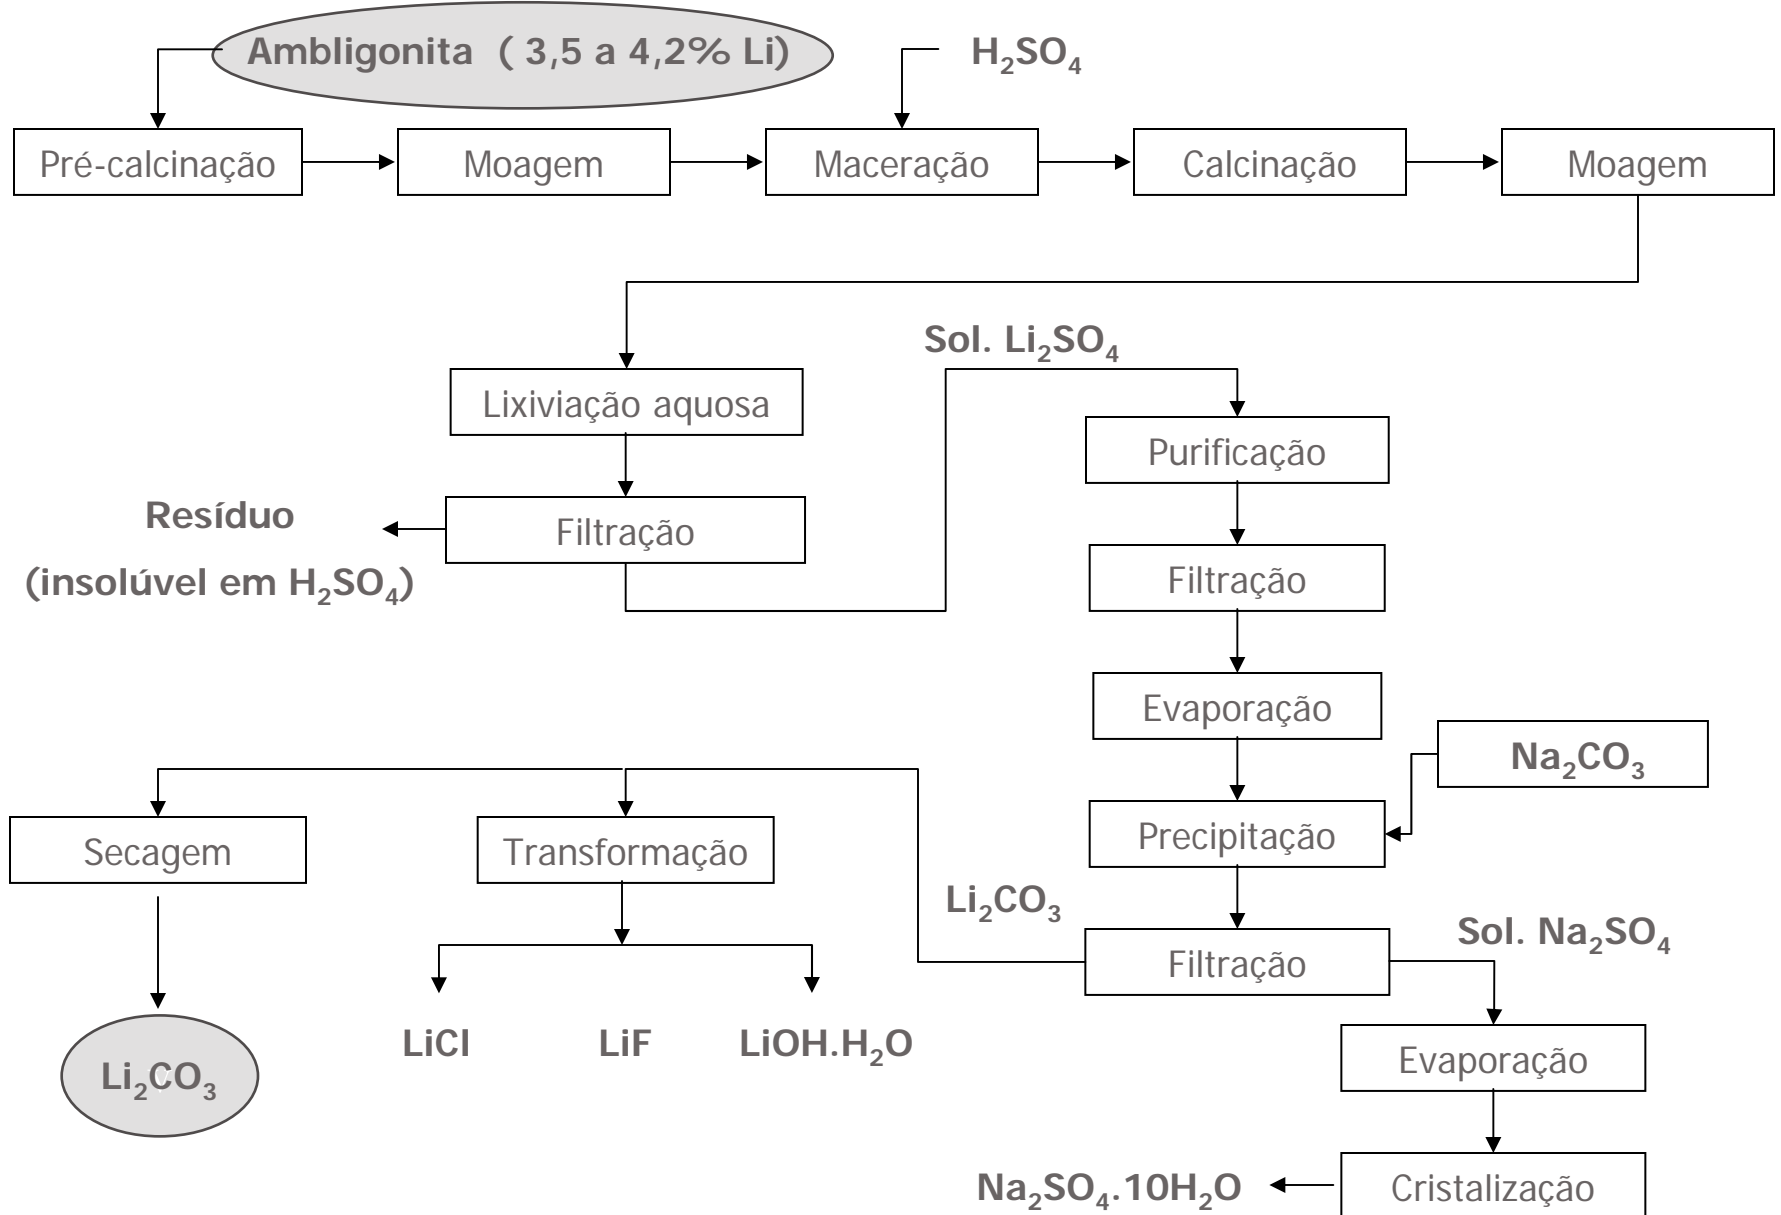 Ambligonita ( 3,5 a 4,2% Li)
H₂SO₄
Pré-calcinação
Moagem
Maceração
Calcinação
Moagem
Sol. Li₂SO₄
Lixiviação aquosa
Purificação
Resíduo
(insolúvel em H₂SO₄)
Filtração
Filtração
Evaporação
Na₂CO₃
Secagem
Transformação
Precipitação
Li₂CO₃
Sol. Na₂SO₄
Filtração
LiCl
LiF
LiOH.H₂O
Li₂CO₃
Evaporação
Na₂SO₄.10H₂O
Cristalização